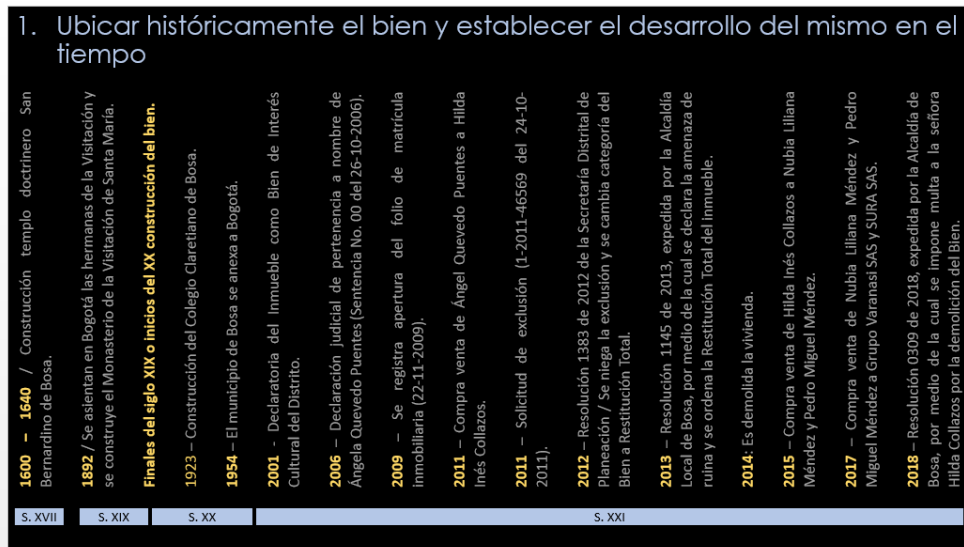 1. Ubicar históricamente el bien y establecer el desarrollo del mismo en el
tiempo
1600 – 1640 / Construcción templo doctrinero San
Bernardino de Bosa.
1892 / Se asientan en Bogotá las hermanas de la Visitación y
se construye el Monasterio de la Visitación de Santa María.
Finales del siglo XIX o inicios del XX construcción del bien.
1923 – Construcción del Colegio Claretiano de Bosa.
1954 – El municipio de Bosa se anexa a Bogotá.
2001 - Declaratoria del Inmueble como Bien de Interés
Cultural del Distrito.
2006 – Declaración judicial de pertenencia a nombre de
Ángela Quevedo Puentes (Sentencia No. 00 del 26-10-2006).
2009 – Se registra apertura del folio de matrícula
inmobiliaria (22-11-2009).
2011 – Compra venta de Ángel Quevedo Puentes a Hilda
Inés Collazos.
2011 – Solicitud de exclusión (1-2011-46569 del 24-10-
2011).
2012 – Resolución 1383 de 2012 de la Secretaría Distrital de
Planeación / Se niega la exclusión y se cambia categoría del
Bien a Restitución Total.
2013 – Resolución 1145 de 2013, expedida por la Alcaldía
Local de Bosa, por medio de la cual se declara la amenaza de
ruina y se ordena la Restitución Total del inmueble.
2014: Es demolida la vivienda.
2015 – Compra venta de Hilda Inés Collazos a Nubia Liliana
Méndez y Pedro Miguel Méndez.
2017 – Compra venta de Nubia Liliana Méndez y Pedro
Miguel Méndez a Grupo Varanasi SAS y SURA SAS.
2018 – Resolución 0309 de 2018, expedida por la Alcaldía de
Bosa, por medio de la cual se impone multa a la señora
Hilda Collazos por la demolición del Bien.
S. XVII
S. XIX
S. XX
S. XXI